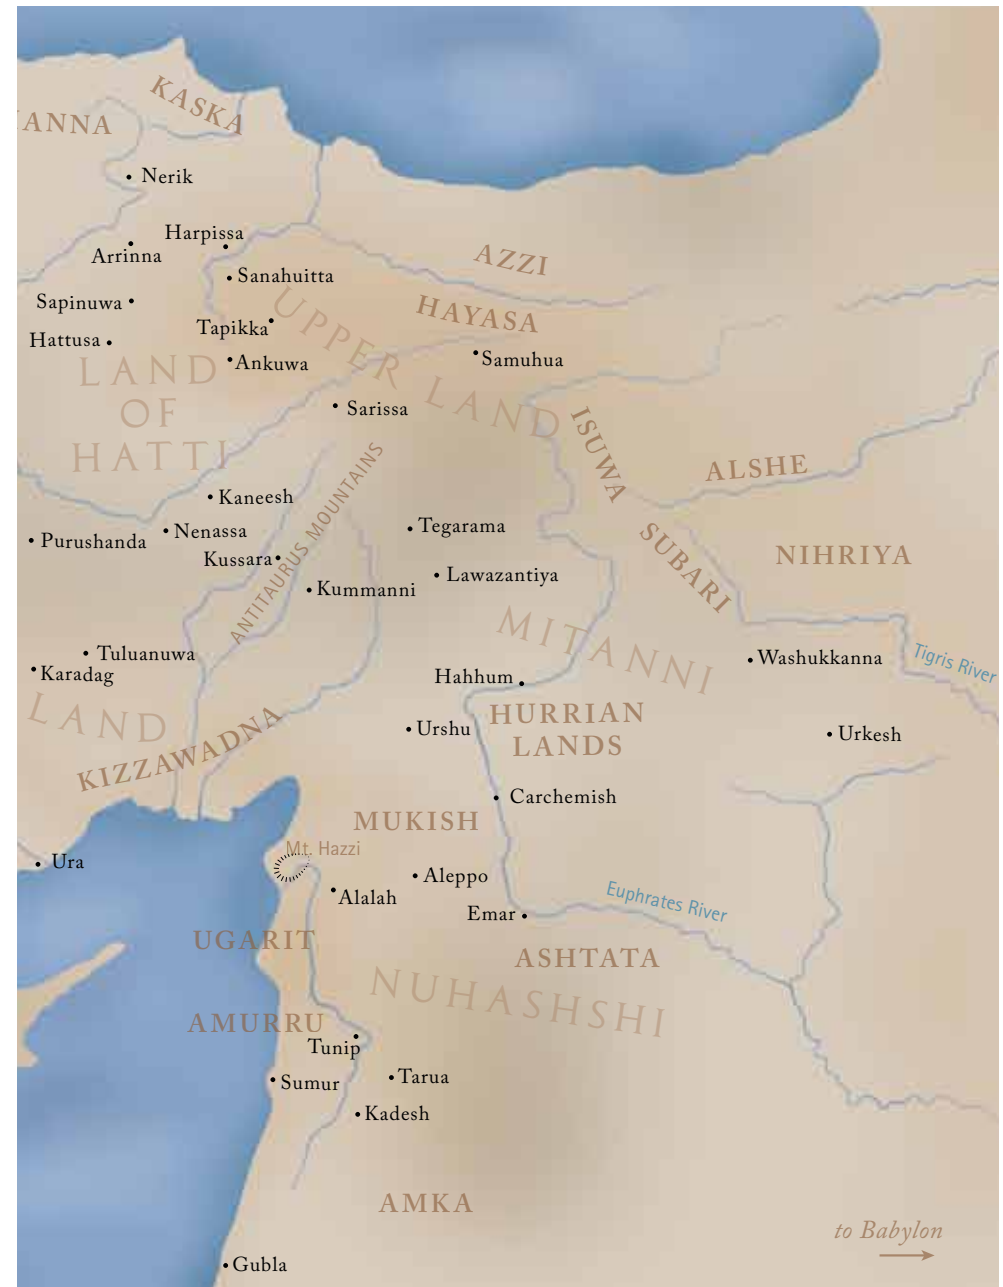 KASKA
ANNA
Nerik
Harpissa
Arrinna
AZZI
Sanahuitta
Sapinuwa
HAYASA
Tapikka
UPPER LAND
Hattusa
Samuhua
Ankuwa
LAND
OF
HATTI
Sarissa
ISUWA
ALSHE
ANTITAURUS MOUNTAINS
Kaneesh
Tegarama
Nenassa
Purushanda
SUBARI
NIHRIYA
Kussara
Lawazantiya
Kummanni
MITANNI
Tuluanuwa
Washukkanna
Tigris River
Karadag
Hahhum
LAND
HURRIAN
LANDS
Urshu
Urkesh
KIZZAWADNA
Carchemish
MUKISH
Mt. Hazzi
Ura
Aleppo
Alalah
Euphrates River
Emar
UGARIT
ASHTATA
NUHASHSHI
AMURRU
Tunip
Tarua
Sumur
Kadesh
AMKA
to Babylon
Gubla